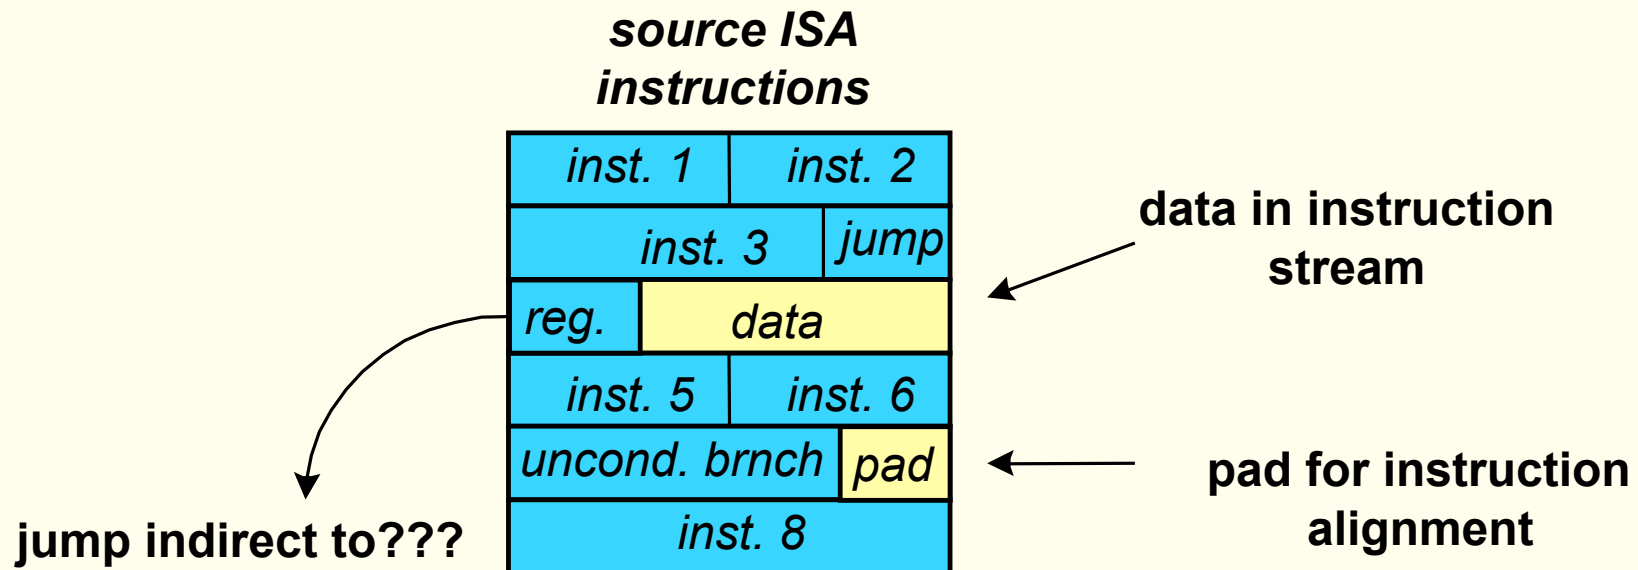 source ISA
instructions
inst. 1 inst. 2
inst. 3 jump
reg. data
inst. 5 inst. 6
uncond. brnch pad
inst. 8
data in instruction
stream
pad for instruction
alignment
jump indirect to???